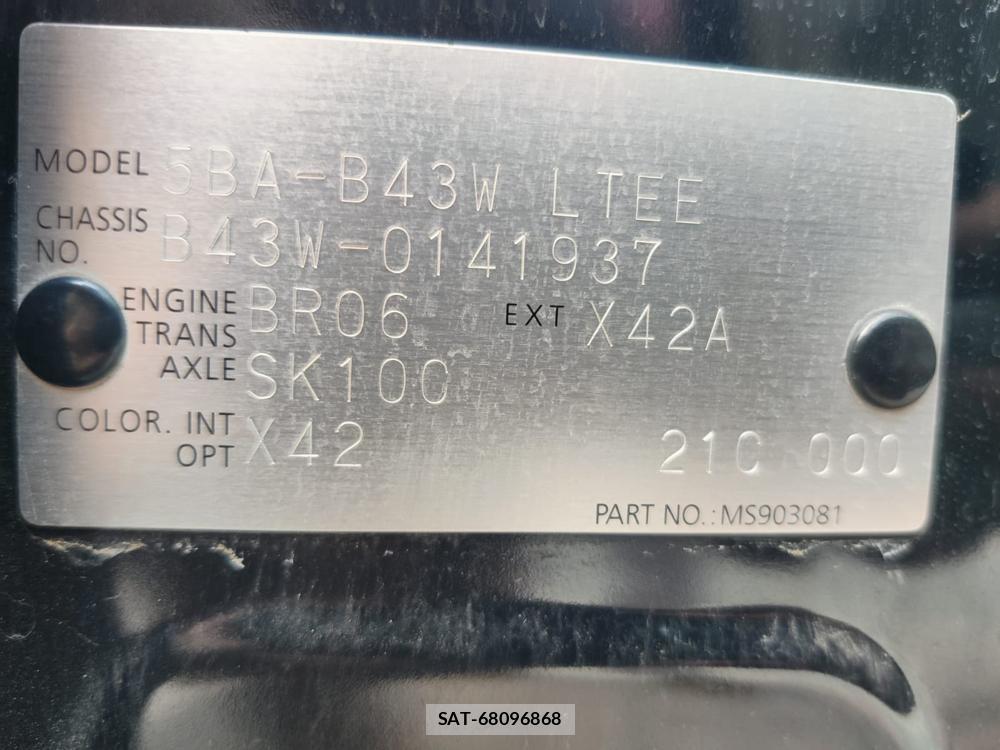 MODEL 5BA-B43W LTEE
CHASSIS NO. B43W-0141937
ENGINE BR06 EXT X42A
TRANS
AXLE SK100
COLOR. INT X42
OPT 21C 000
PART NO.: MS903081
SAT-68096868